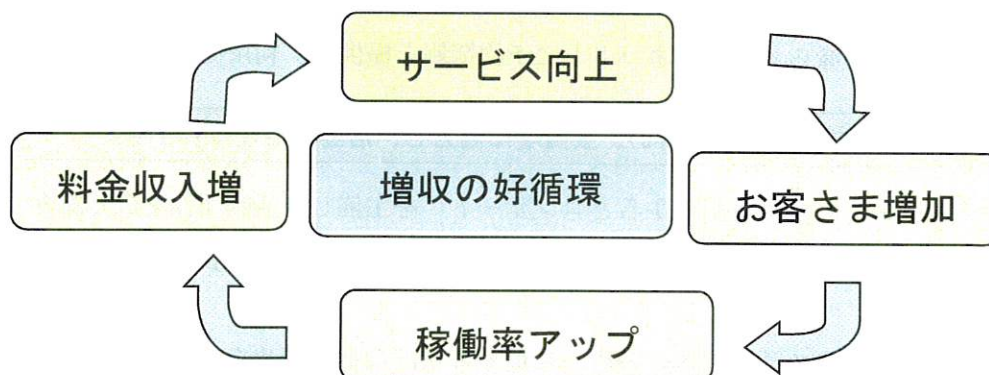 サービス向上
料金収入増
増収の好循環
お客さま増加
稼働率アップ